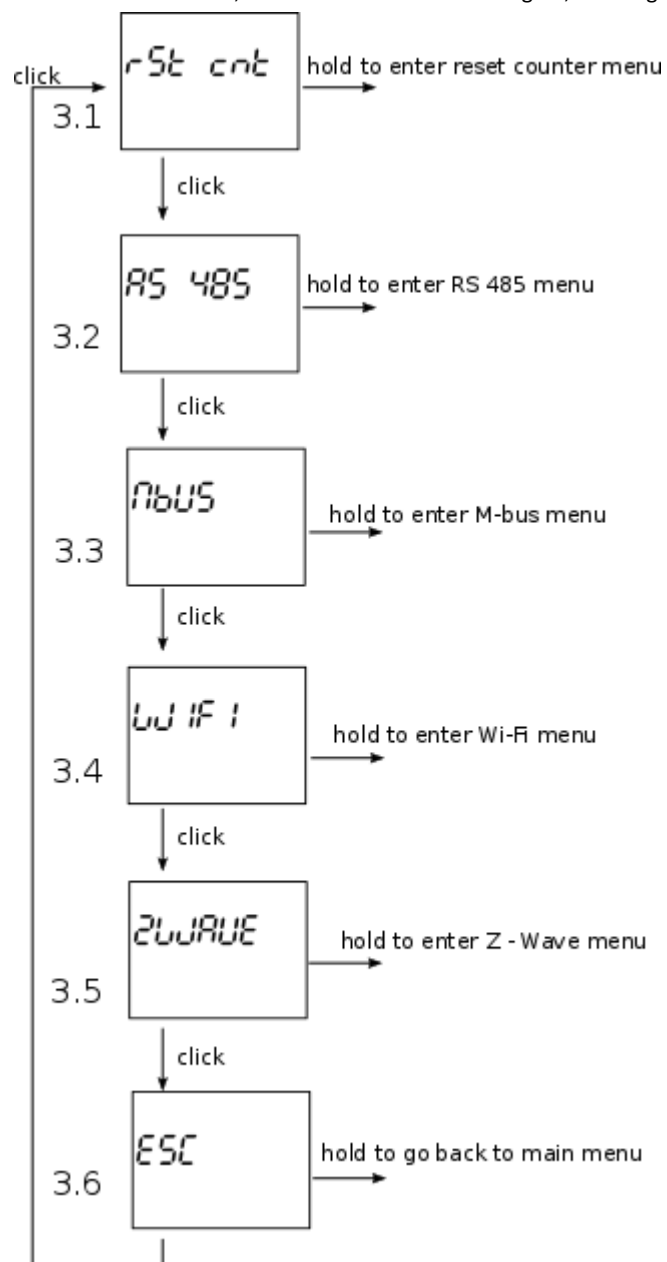 rSt cnt
hold to enter reset counter menu
click
3.1
click
RS 485
hold to enter RS 485 menu
3.2
click
MbUS
hold to enter M-bus menu
3.3
click
WIFI
hold to enter Wi-Fi menu
3.4
click
ZWAVE
hold to enter Z - Wave menu
3.5
click
ESC
hold to go back to main menu
3.6